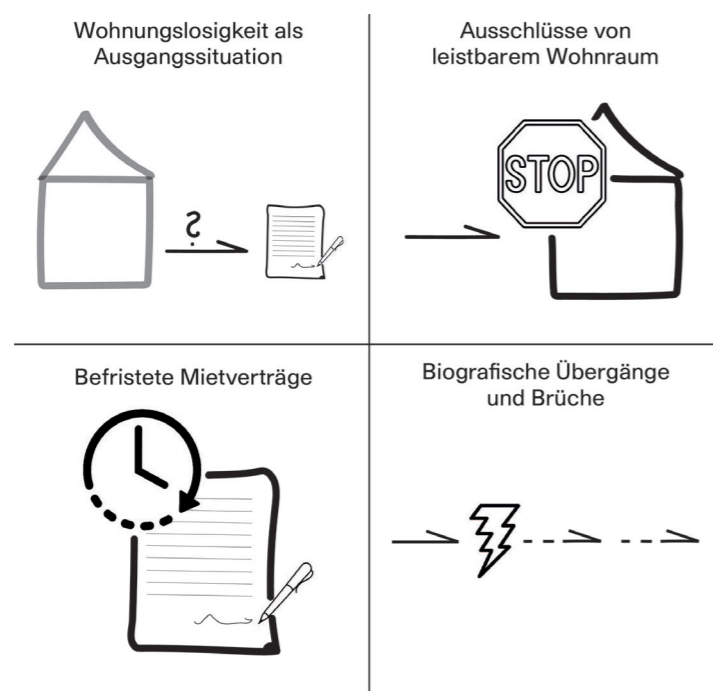 Wohnungslosigkeit als
Ausgangssituation
?
Ausschlüsse von
leistbarem Wohnraum
STOP
Befristete Mietverträge
Biografische Übergänge
und Brüche